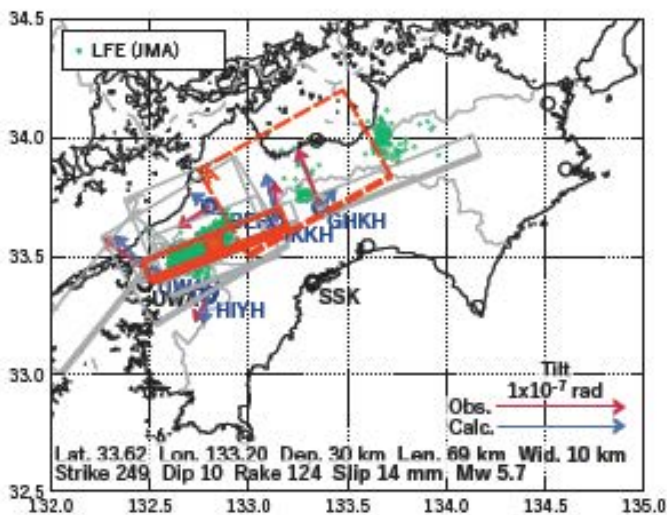 34.5
LFE (JMA)
34.0
33.5
GHKH
HIYH
SSK
33.0
Tilt
1x10⁻⁷ rad
Obs.
Calc.
Lat. 33.62 Lon. 133.20 Dep. 30 km Len. 69 km Wid. 10 km
Strike 249 Dip 10 Rake 124 Slip 14 mm, Mw 5.7
32.5
132.0 132.5 133.0 133.5 134.0 134.5 135.0